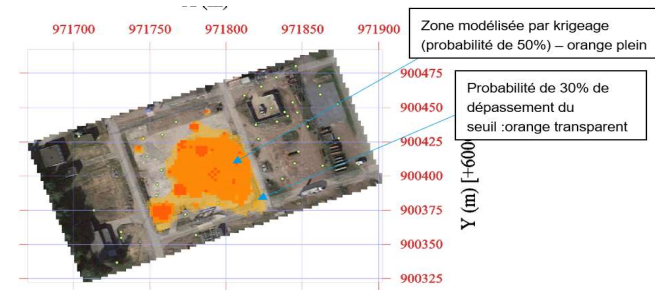 971700 971750 971800 971850 971900
Zone modélisée par krigeage
(probabilité de 50%) – orange plein
Probabilité de 30% de
dépassement du
seuil :orange transparent
900475
900450
900425
900400
900375
900350
900325
Y (m) [+600